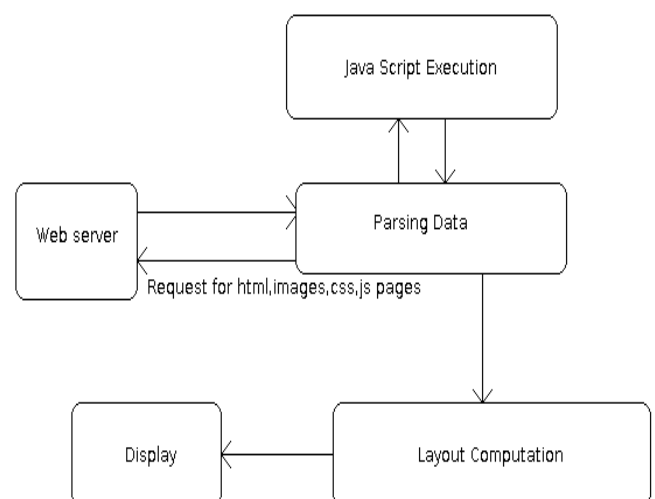 Java Script Execution
Parsing Data
Web server
Request for html,images,css,js pages
Display
Layout Computation